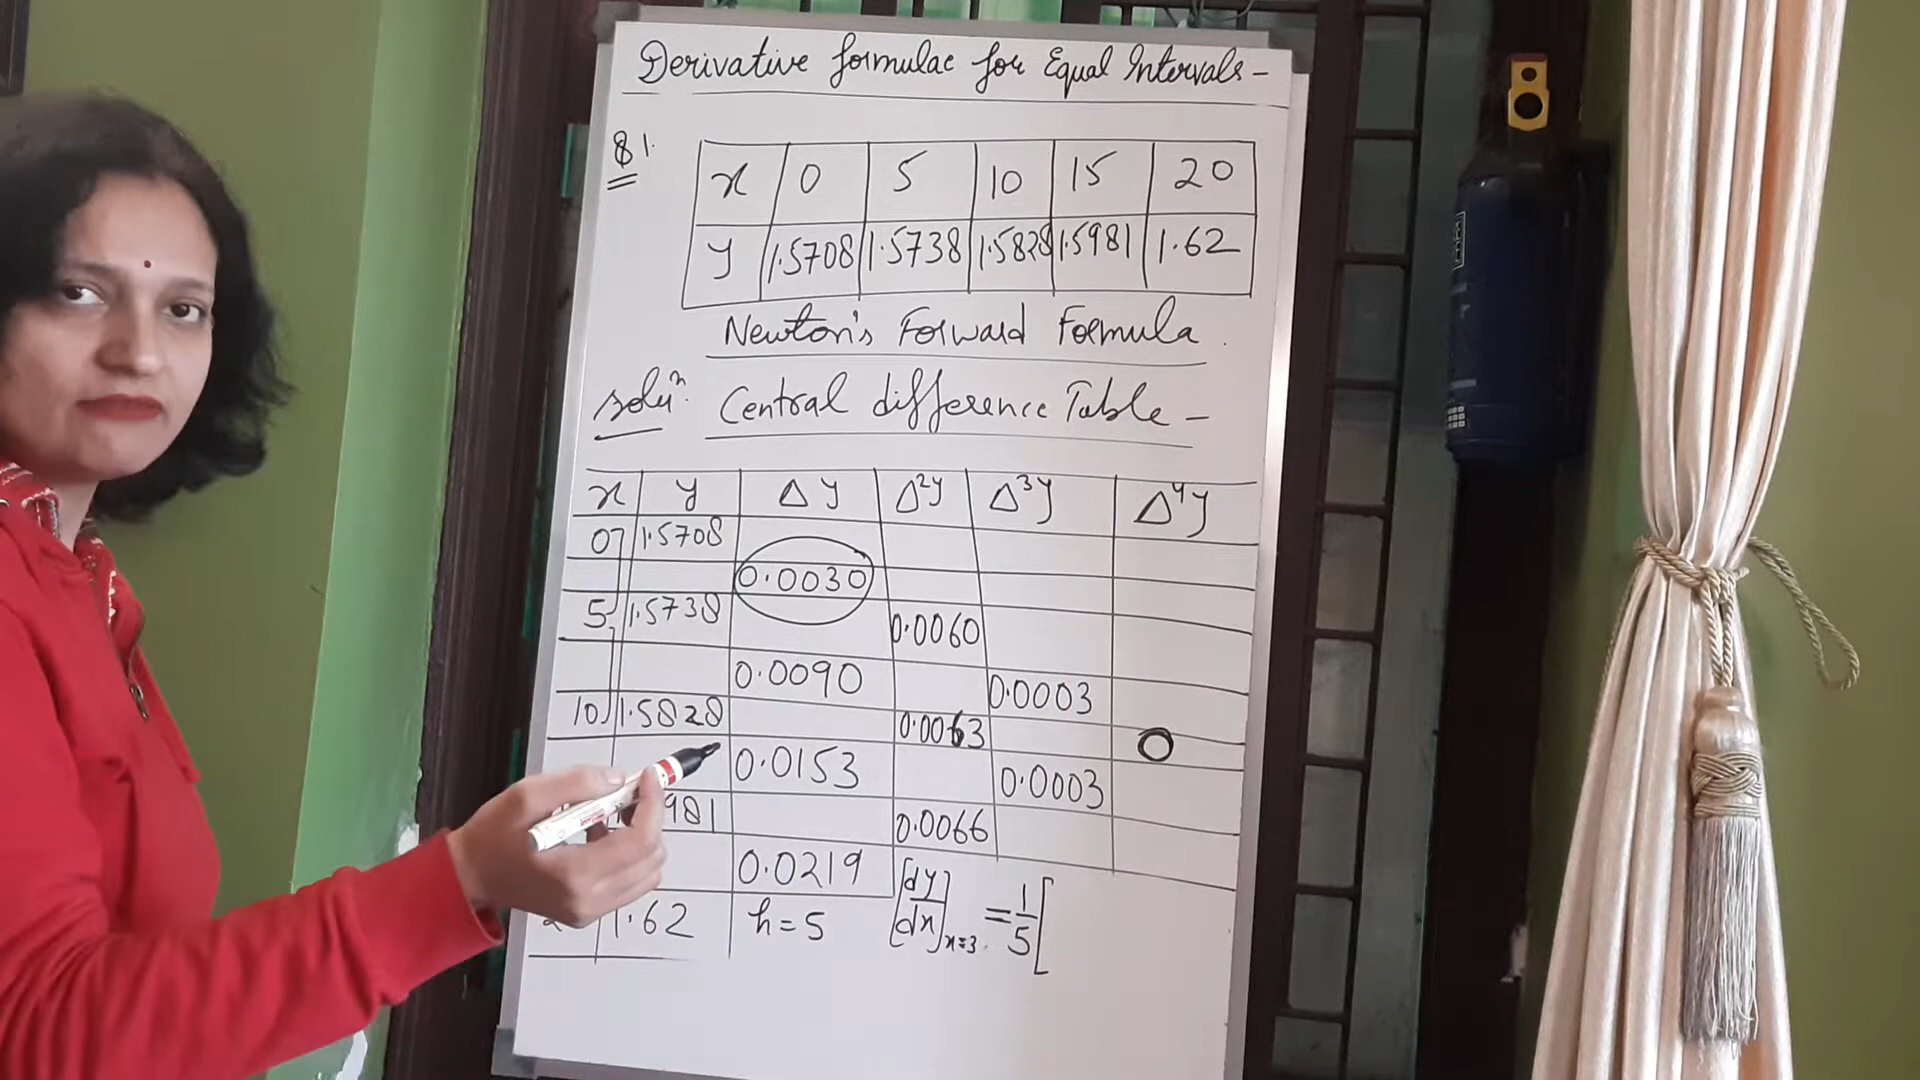 Derivative formulae for Equal Intervals -
Q1.
x 0 5 10 15 20
y 1.5708 1.5738 1.5828 1.5981 1.62
Newton's Forward Formula.
soluⁿ. Central difference Table -
x y Δy Δ²y Δ³y Δ⁴y
0 1.5708
0.0030
5 1.5738 0.0060
0.0090 0.0003
10 1.5828 0.0063 0
0.0153 0.0003
981 0.0066
0.0219
1.62 h=5 [dy/dx]x=3. = 1/5 [